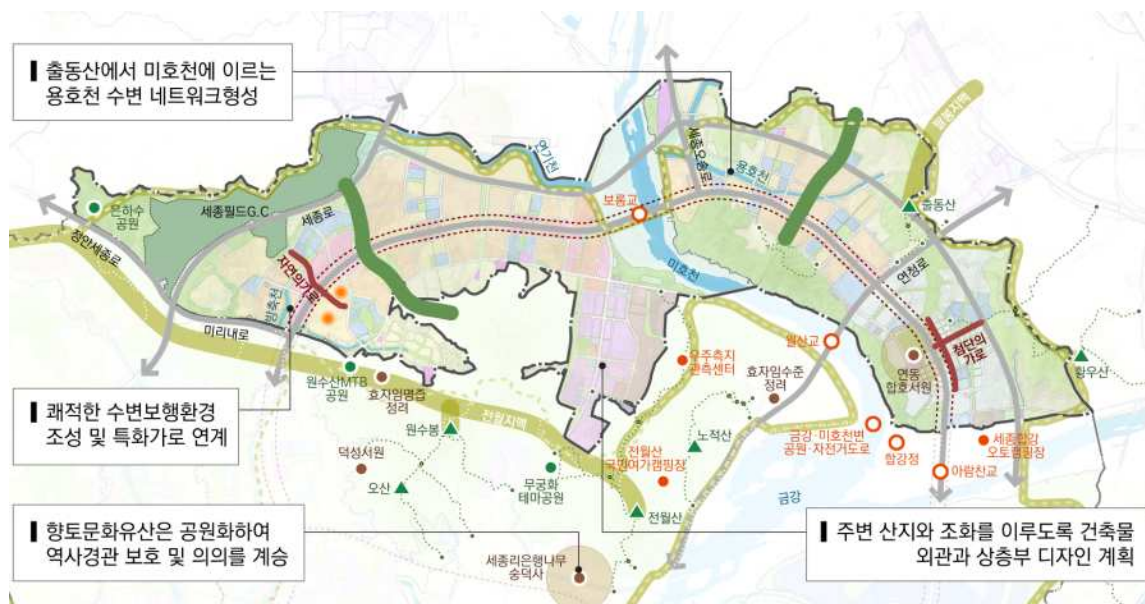 출동산에서 미호천에 이르는
용호천 수변 네트워크형성
쾌적한 수변보행환경
조성 및 특화가로 연계
향토문화유산은 공원화하여
역사경관 보호 및 의의를 계승
주변 산지와 조화를 이루도록 건축물
외관과 상층부 디자인 계획
은하수
공원
세종필드G.C
세종로
정안세종로
자연의가로
방축천
미리내로
연기천
보롬교
세종오송로
용호천
미호천
출동산
연청로
첨단의
가로
연동
합호서원
황우산
원수산MTB
공원
효자임명즙
정려
원수봉
전월지맥
덕성서원
오산
무궁화
테마공원
우주측지
관측센터
전월산
국민여가캠핑장
노적산
전월산
효자임수준
정려
월산교
금강·미호천변
공원·자전거도로
합강정
세종합강
오토캠핑장
아람찬교
금강
세종리은행나무
숭덕사